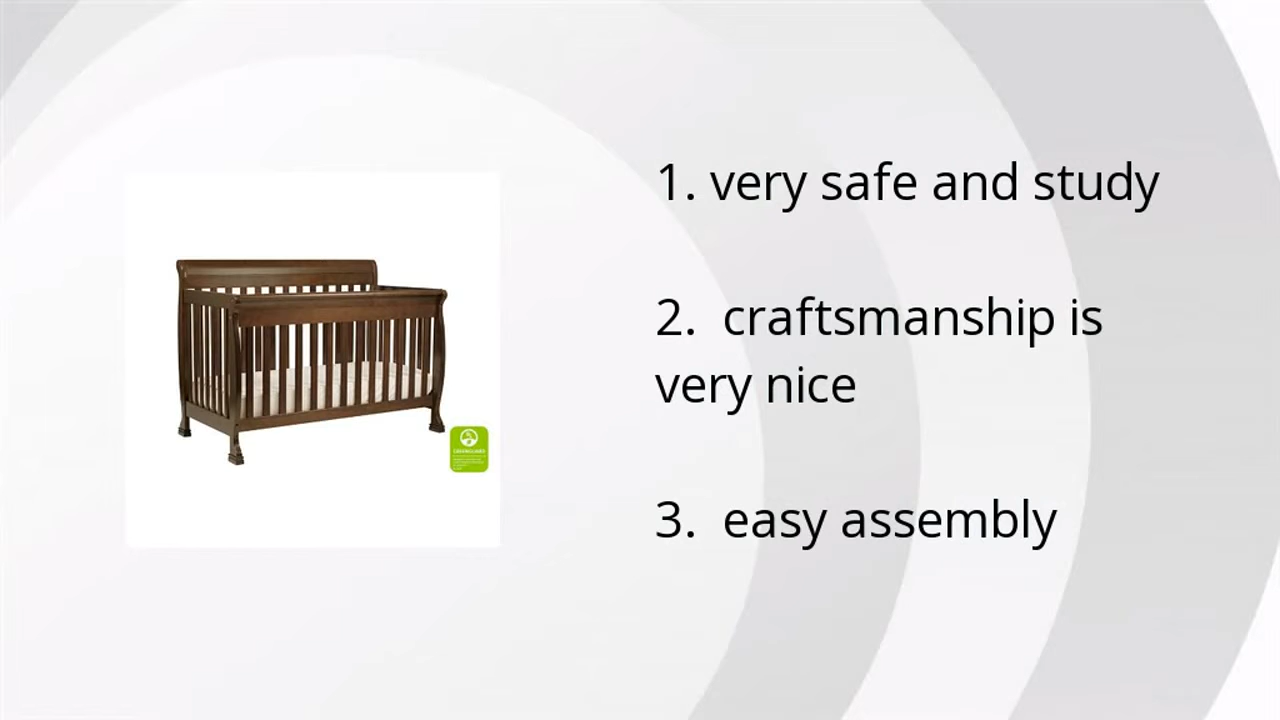 1. very safe and study
2.  craftsmanship is
very nice
3.  easy assembly